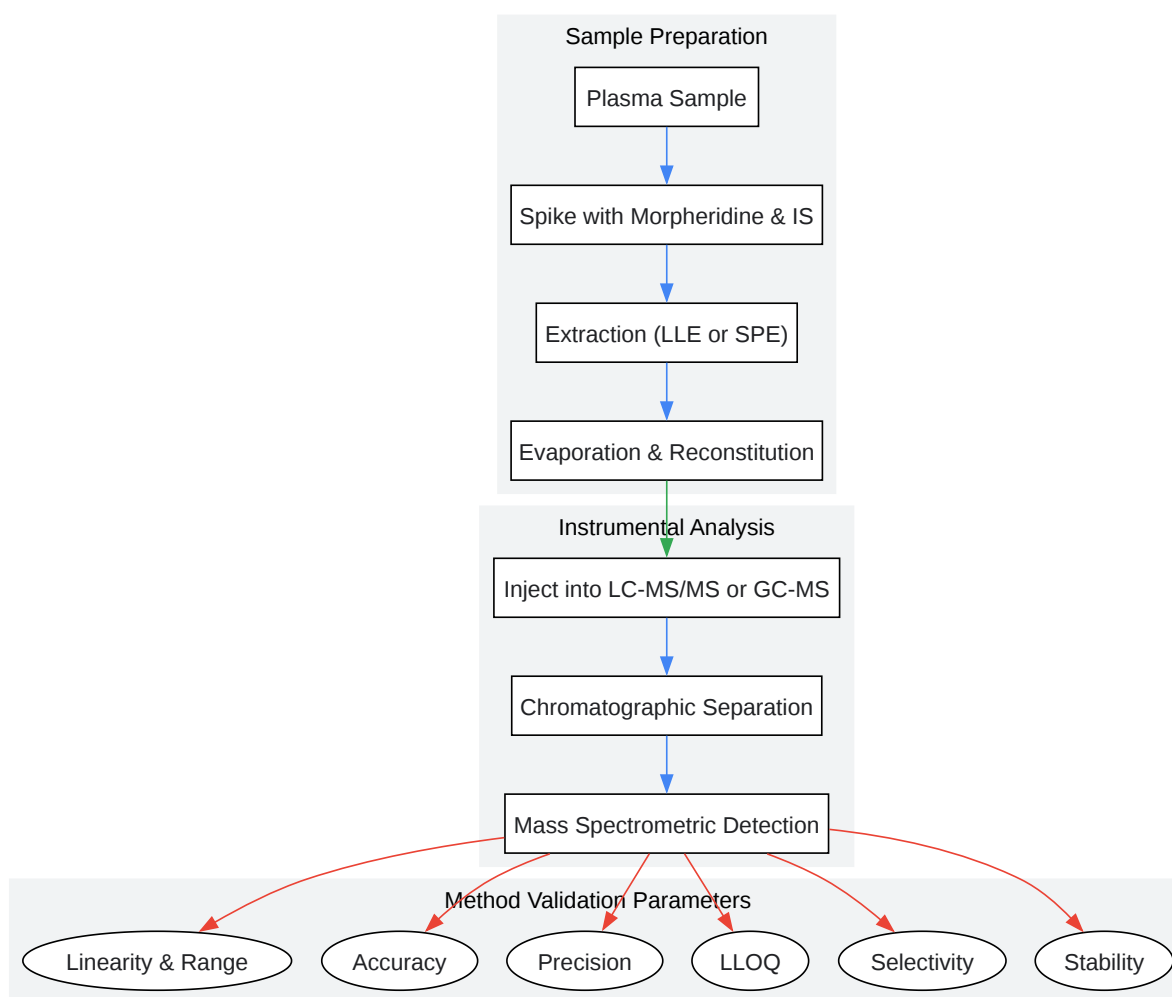 Sample Preparation
Plasma Sample
Spike with Morpheridine & IS
Extraction (LLE or SPE)
Evaporation & Reconstitution
Instrumental Analysis
Inject into LC-MS/MS or GC-MS
Chromatographic Separation
Mass Spectrometric Detection
Method Validation Parameters
Linearity & Range
Accuracy
Precision
LLOQ
Selectivity
Stability